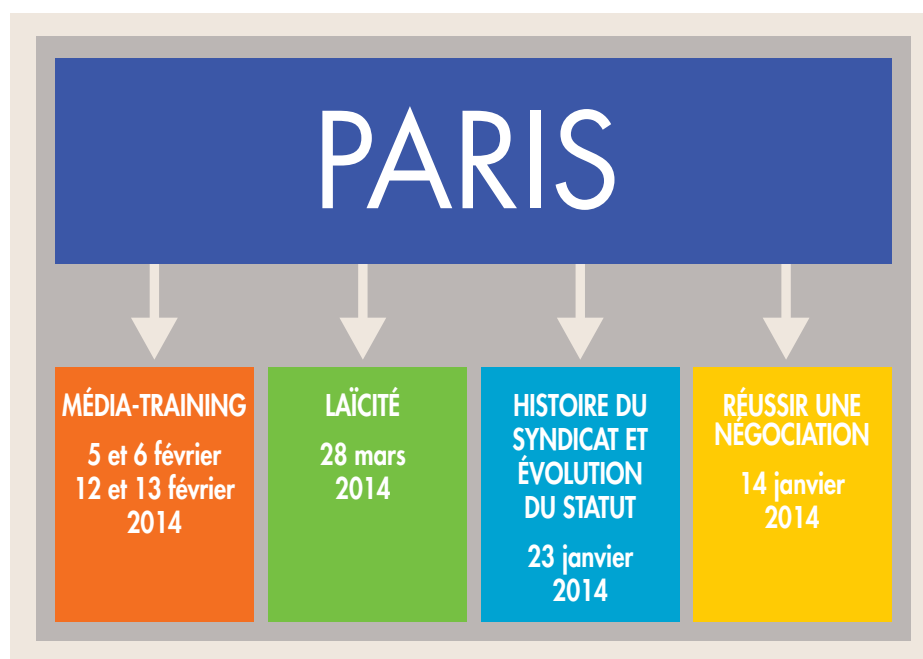 PARIS
MÉDIA-TRAINING
5 et 6 février
12 et 13 février
2014
LAÏCITÉ
28 mars
2014
HISTOIRE DU
SYNDICAT ET
ÉVOLUTION
DU STATUT
23 janvier
2014
RÉUSSIR UNE
NÉGOCIATION
14 janvier
2014